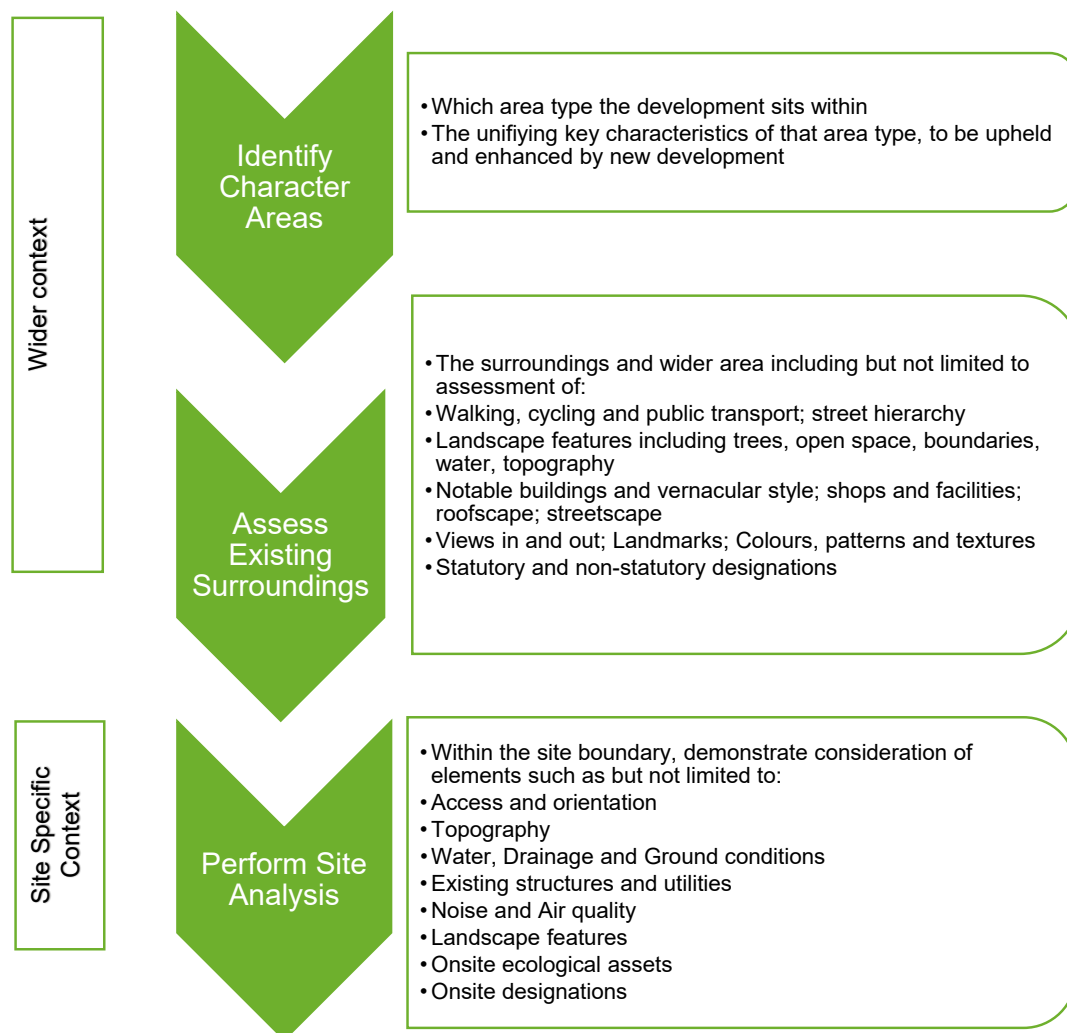 Wider context
Identify
Character
Areas
•Which area type the development sits within
•The unifiying key characteristics of that area type, to be upheld
and enhanced by new development
Assess
Existing
Surroundings
•The surroundings and wider area including but not limited to
assessment of:
•Walking, cycling and public transport; street hierarchy
•Landscape features including trees, open space, boundaries,
water, topography
•Notable buildings and vernacular style; shops and facilities;
roofscape; streetscape
•Views in and out; Landmarks; Colours, patterns and textures
•Statutory and non-statutory designations
Site Specific
Context
Perform Site
Analysis
•Within the site boundary, demonstrate consideration of
elements such as but not limited to:
•Access and orientation
•Topography
•Water, Drainage and Ground conditions
•Existing structures and utilities
•Noise and Air quality
•Landscape features
•Onsite ecological assets
•Onsite designations